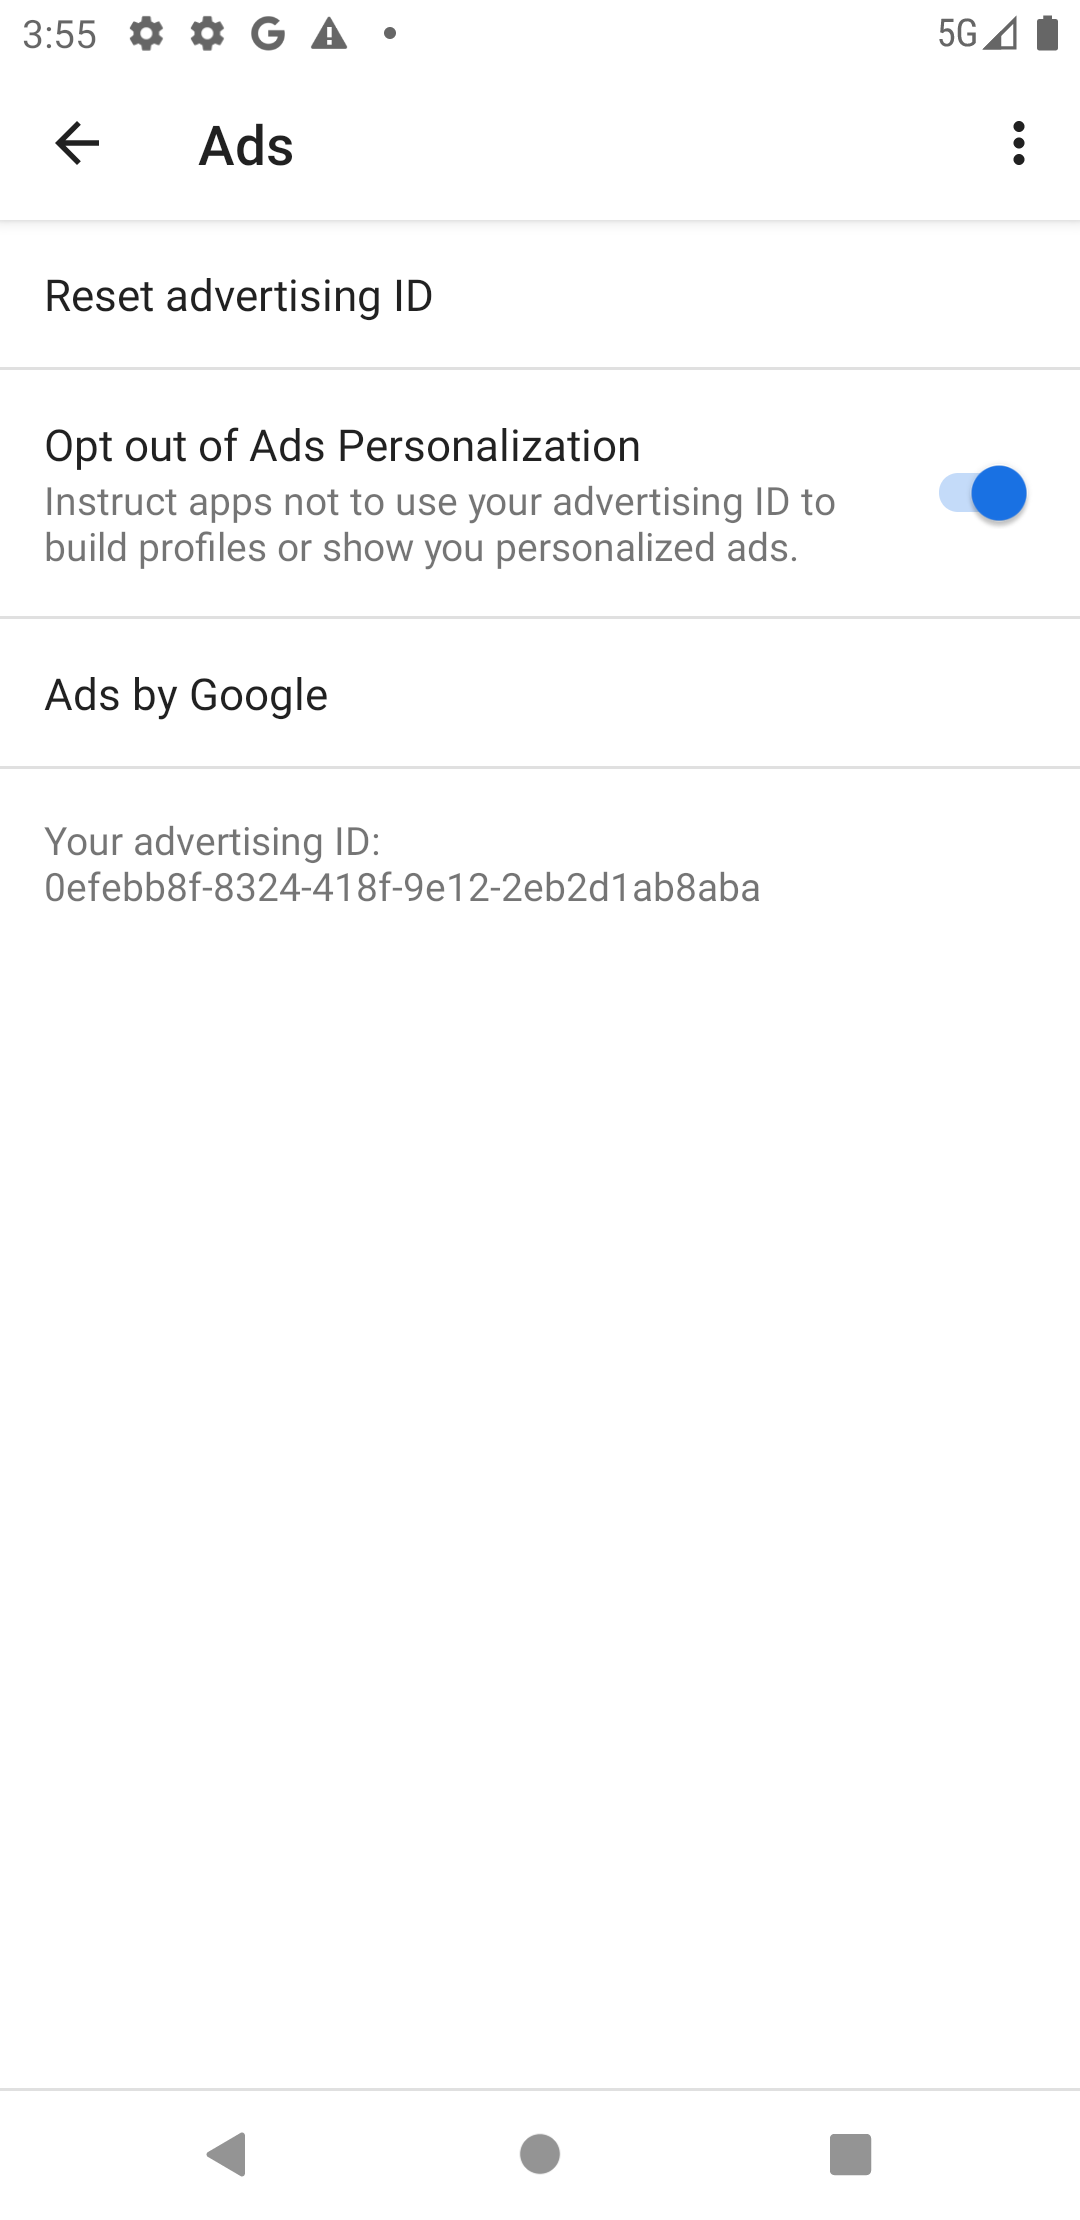 3:55
5G
Ads
Reset advertising ID
Opt out of Ads Personalization
Instruct apps not to use your advertising ID to
build profiles or show you personalized ads.
Ads by Google
Your advertising ID:
0efebb8f-8324-418f-9e12-2eb2d1ab8aba